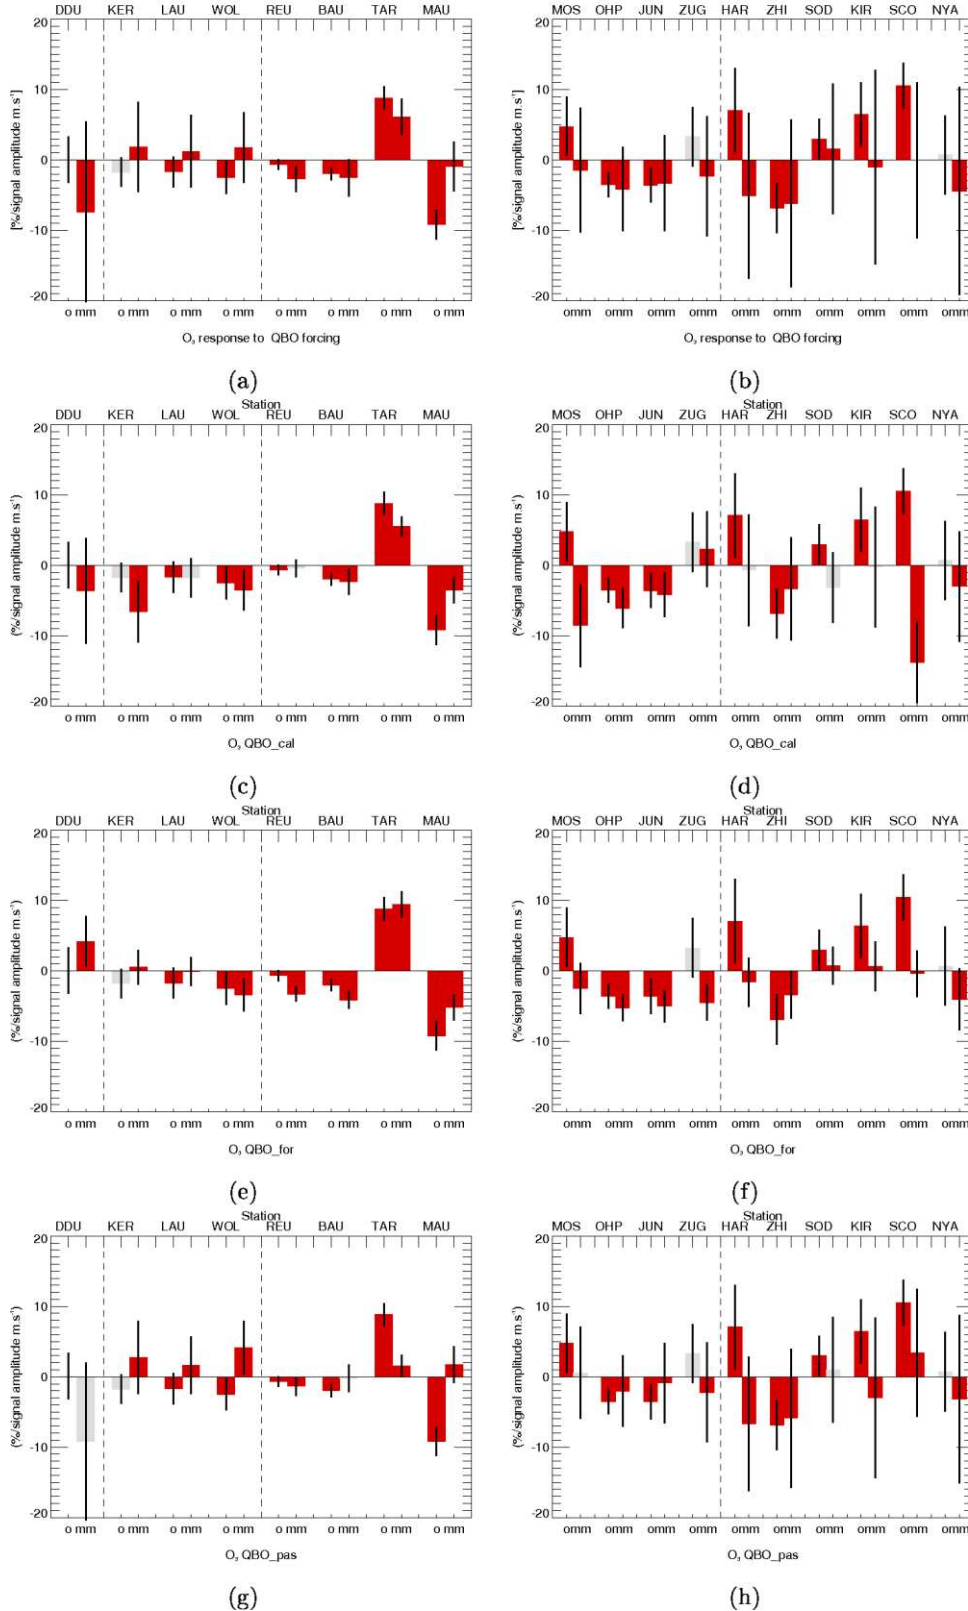 DDU KER LAU WOL REU BAU TAR MAU
20
10
0
-10
-20
[%/signal amplitude m.s⁻¹]
o mm o mm o mm o mm o mm o mm o mm o mm
O₃ response to QBO forcing
(a)
MOS OHP JUN ZUG HAR ZHI SOD KIR SCO NYA
20
10
0
-10
-20
[%/signal amplitude m.s⁻¹]
omm omm omm omm omm omm omm omm omm omm
O₃ response to QBO forcing
(b)
Station
DDU KER LAU WOL REU BAU TAR MAU
20
10
0
-10
-20
(%/signal amplitude m.s⁻¹)
o mm o mm o mm o mm o mm o mm o mm o mm
O₃ QBO_cal
(c)
Station
MOS OHP JUN ZUG HAR ZHI SOD KIR SCO NYA
20
10
0
-10
-20
(%/signal amplitude m.s⁻¹)
omm omm omm omm omm omm omm omm omm omm
O₃ QBO_cal
(d)
Station
DDU KER LAU WOL REU BAU TAR MAU
20
10
0
-10
-20
(%/signal amplitude m.s⁻¹)
o mm o mm o mm o mm o mm o mm o mm o mm
O₃ QBO_for
(e)
Station
MOS OHP JUN ZUG HAR ZHI SOD KIR SCO NYA
20
10
0
-10
-20
(%/signal amplitude m.s⁻¹)
omm omm omm omm omm omm omm omm omm omm
O₃ QBO_for
(f)
Station
DDU KER LAU WOL REU BAU TAR MAU
20
10
0
-10
-20
(%/signal amplitude m.s⁻¹)
o mm o mm o mm o mm o mm o mm o mm o mm
O₃ QBO_pas
(g)
Station
MOS OHP JUN ZUG HAR ZHI SOD KIR SCO NYA
20
10
0
-10
-20
(%/signal amplitude m.s⁻¹)
omm omm omm omm omm omm omm omm omm omm
O₃ QBO_pas
(h)